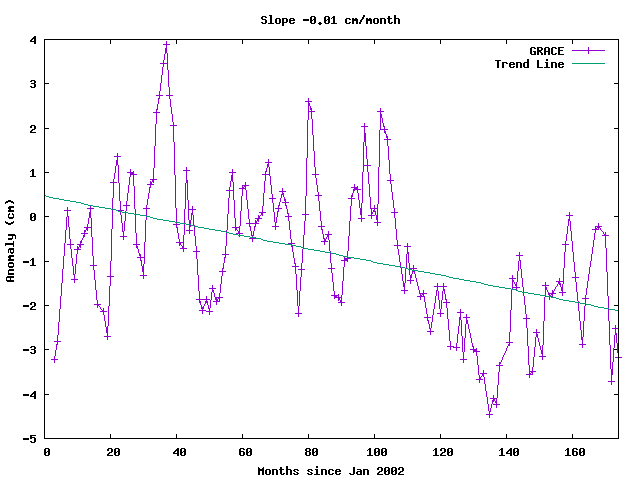 Slope -0.01 cm/month
GRACE
Trend Line
Anomaly (cm)
4
3
2
1
0
-1
-2
-3
-4
-5
0 20 40 60 80 100 120 140 160
Months since Jan 2002